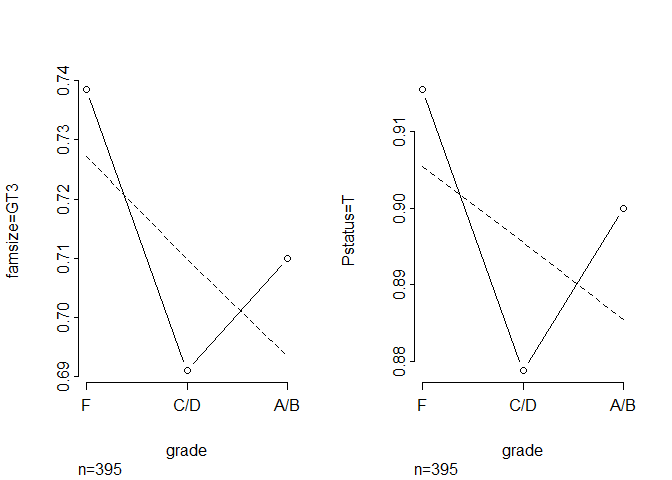 famsize=GT3
0.74
0.73
0.72
0.71
0.70
0.69
F C/D A/B
grade
n=395
Pstatus=T
0.91
0.90
0.89
0.88
F C/D A/B
grade
n=395